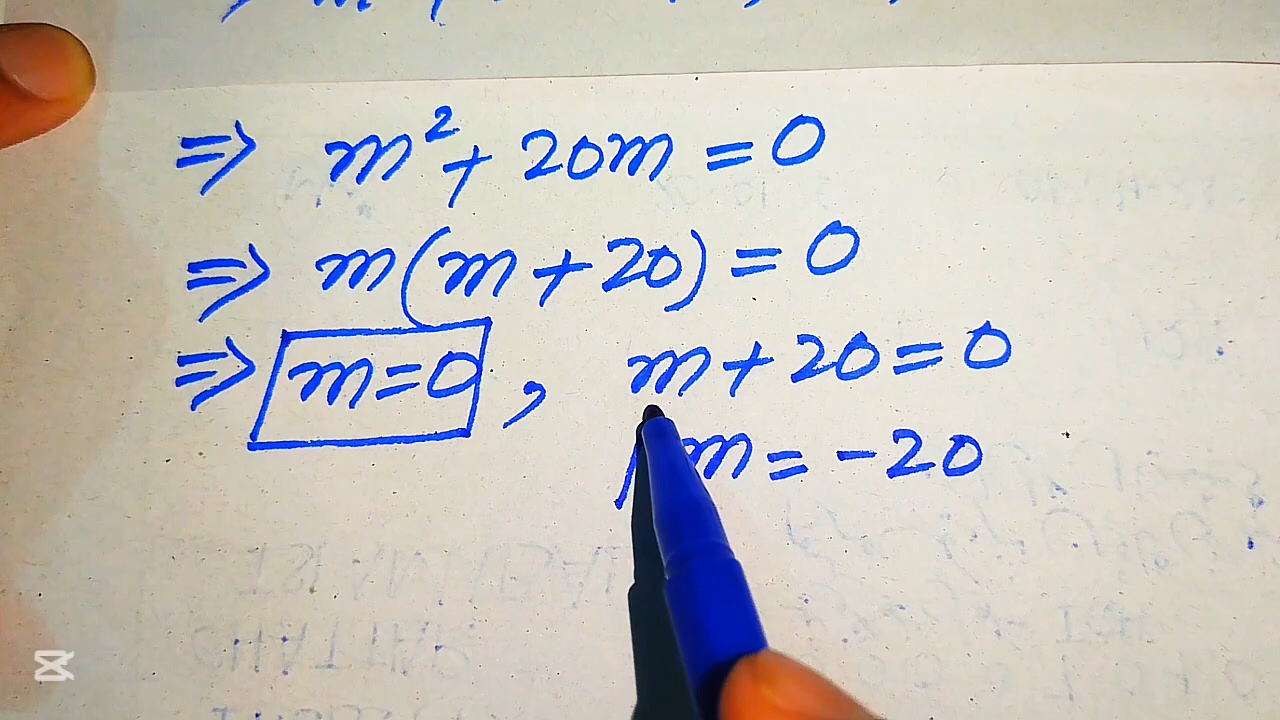 ⇒ m² + 20m = 0
⇒ m(m + 20) = 0
⇒ m = 0 , m + 20 = 0
m = -20